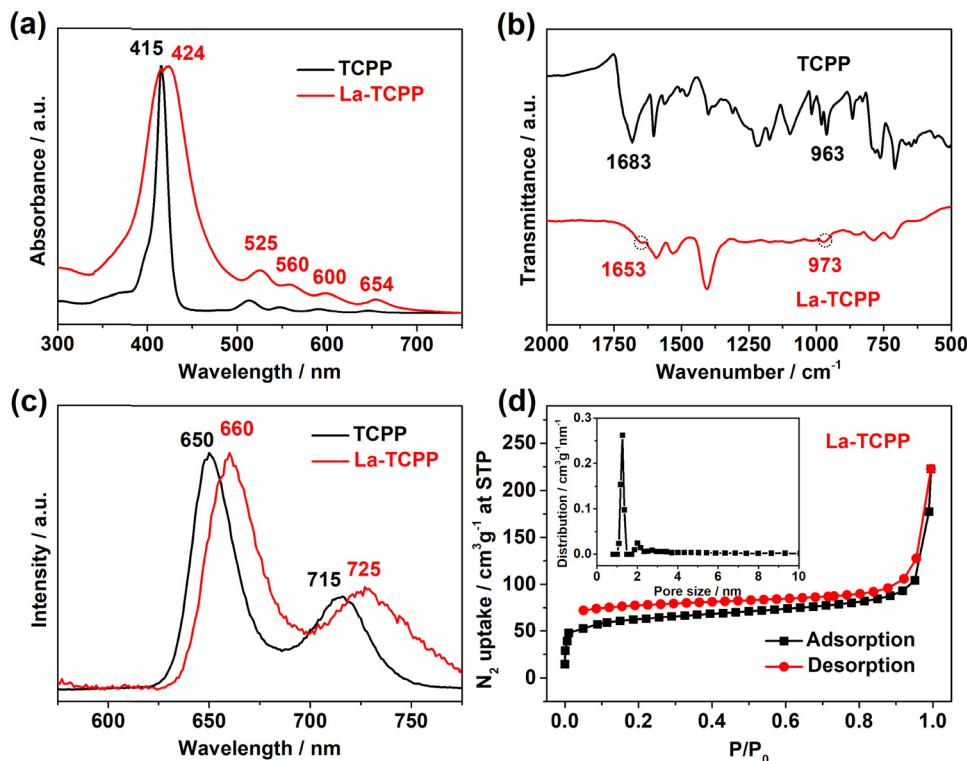 (a)
415
424
TCPP
La-TCPP
525
560
600
654
Absorbance / a.u.
300
400
500
600
700
Wavelength / nm
(b)
TCPP
1683
963
1653
973
La-TCPP
Transmittance / a.u.
2000
1750
1500
1250
1000
750
500
Wavenumber / cm-1
(c)
650
660
TCPP
La-TCPP
715
725
Intensity / a.u.
600
650
700
750
Wavelength / nm
(d)
La-TCPP
N2 uptake / cm3g-1 at STP
250
225
200
175
150
125
100
75
50
25
0
Distribution / cm3g-1nm-1
0.3
0.2
0.1
0.0
0
2
4
6
8
10
Pore size / nm
Adsorption
Desorption
0.0
0.2
0.4
0.6
0.8
1.0
P/P0